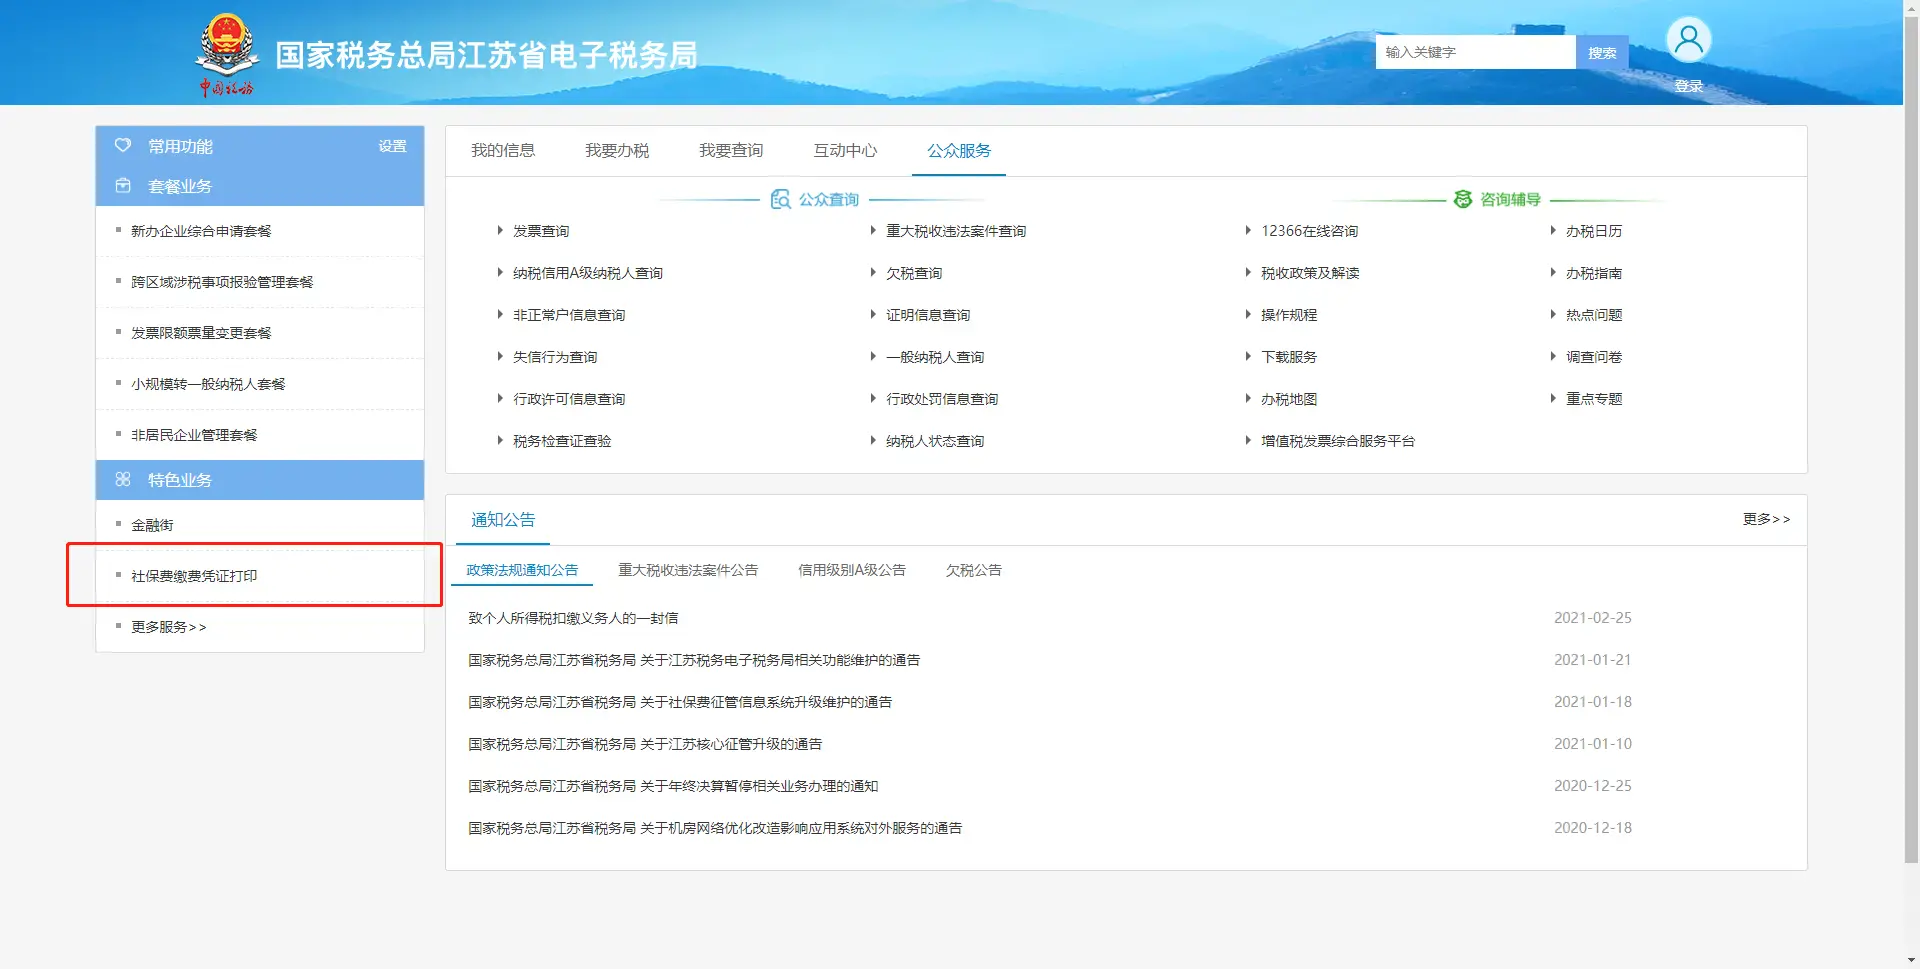 国家税务总局江苏省电子税务局
中国税务
输入关键字
搜索
登录
常用功能
设置
套餐业务
新办企业综合申请套餐
跨区域涉税事项报验管理套餐
发票限额票量变更套餐
小规模转一般纳税人套餐
非居民企业管理套餐
特色业务
金融街
社保费缴费凭证打印
更多服务>>
我的信息 我要办税 我要查询 互动中心 公众服务
公众查询 咨询辅导
发票查询 重大税收违法案件查询 12366在线咨询 办税日历
纳税信用A级纳税人查询 欠税查询 税收政策及解读 办税指南
非正常户信息查询 证明信息查询 操作规程 热点问题
失信行为查询 一般纳税人查询 下载服务 调查问卷
行政许可信息查询 行政处罚信息查询 办税地图 重点专题
税务检查证查验 纳税人状态查询 增值税发票综合服务平台
通知公告 更多>>
政策法规通知公告 重大税收违法案件公告 信用级别A级公告 欠税公告
致个人所得税扣缴义务人的一封信 2021-02-25
国家税务总局江苏省税务局 关于江苏税务电子税务局相关功能维护的通告 2021-01-21
国家税务总局江苏省税务局 关于社保费征管信息系统升级维护的通告 2021-01-18
国家税务总局江苏省税务局 关于江苏核心征管升级的通告 2021-01-10
国家税务总局江苏省税务局 关于年终决算暂停相关业务办理的通知 2020-12-25
国家税务总局江苏省税务局 关于机房网络优化改造影响应用系统对外服务的通告 2020-12-18